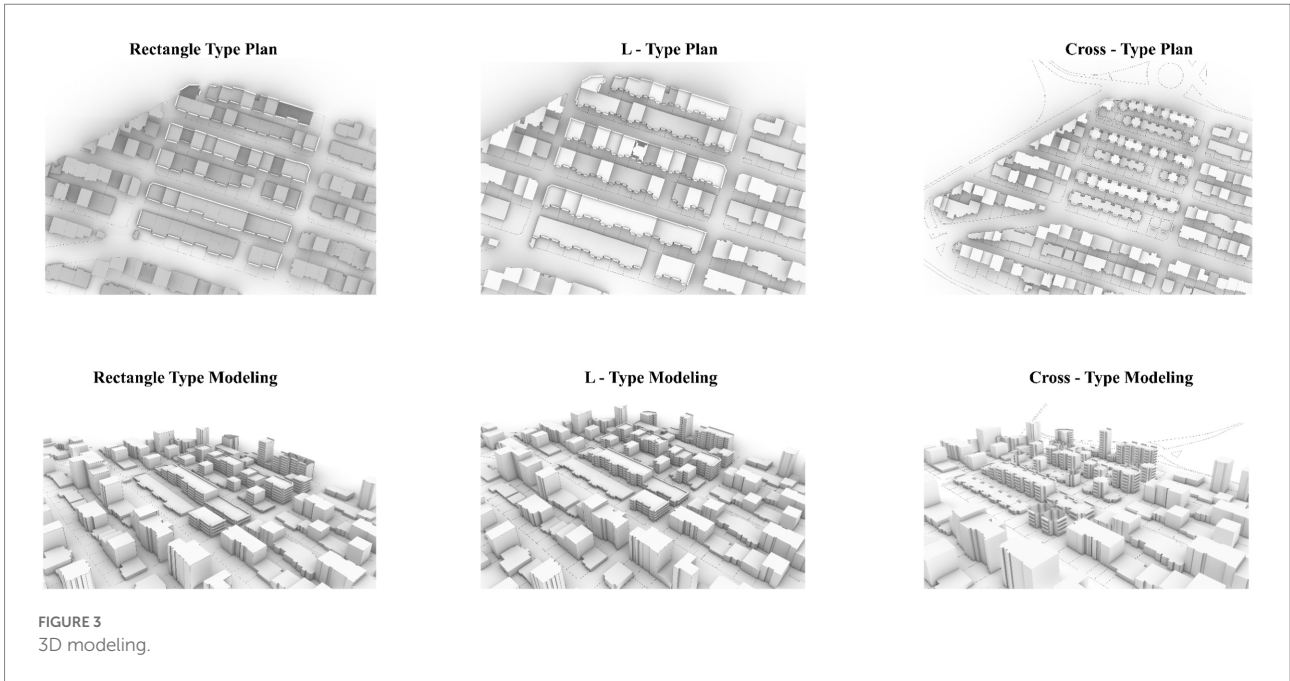 Rectangle Type Plan
L - Type Plan
Cross - Type Plan
Rectangle Type Modeling
L - Type Modeling
Cross - Type Modeling
FIGURE 3
3D modeling.